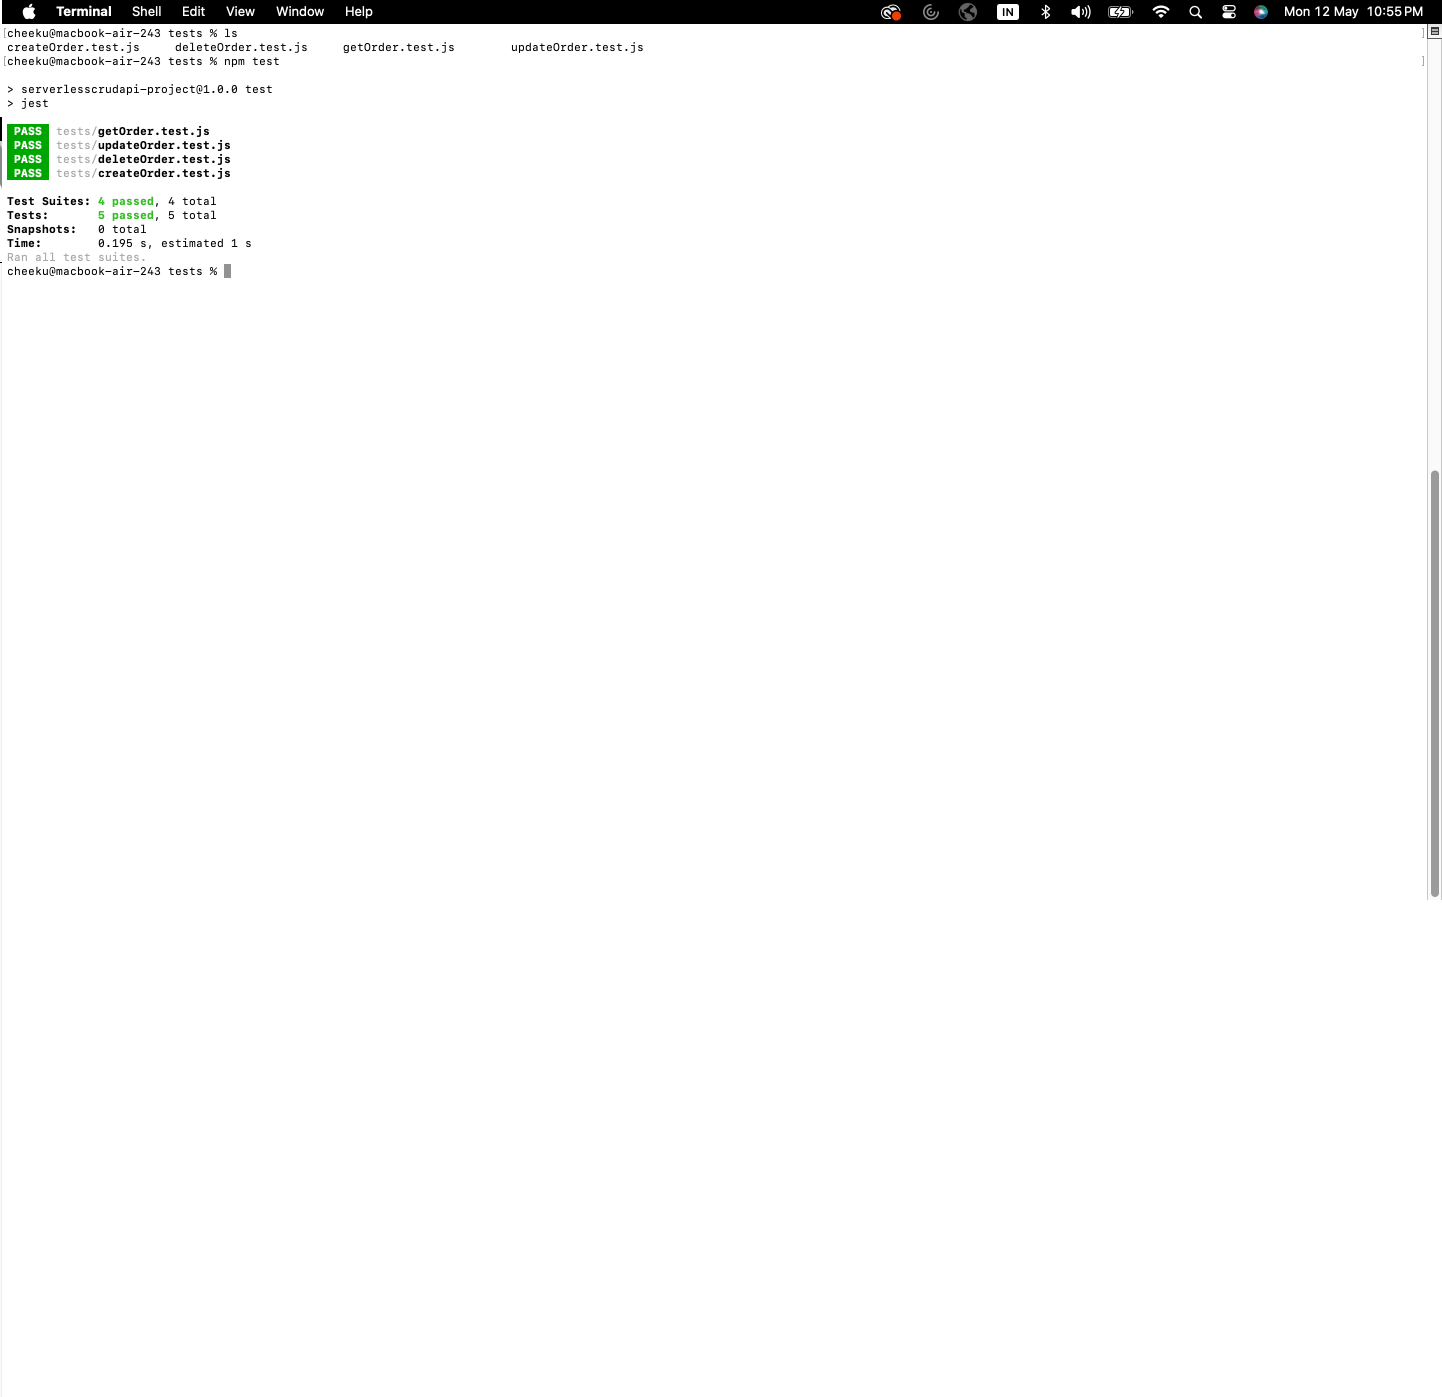 Terminal Shell Edit View Window Help IN Mon 12 May 10:55 PM
[cheeku@macbook-air-243 tests % ls ]
createOrder.test.js deleteOrder.test.js getOrder.test.js updateOrder.test.js
[cheeku@macbook-air-243 tests % npm test ]
> serverlesscrudapi-project@1.0.0 test
> jest
PASS tests/getOrder.test.js
PASS tests/updateOrder.test.js
PASS tests/deleteOrder.test.js
PASS tests/createOrder.test.js
Test Suites: 4 passed, 4 total
Tests: 5 passed, 5 total
Snapshots: 0 total
Time: 0.195 s, estimated 1 s
Ran all test suites.
cheeku@macbook-air-243 tests %